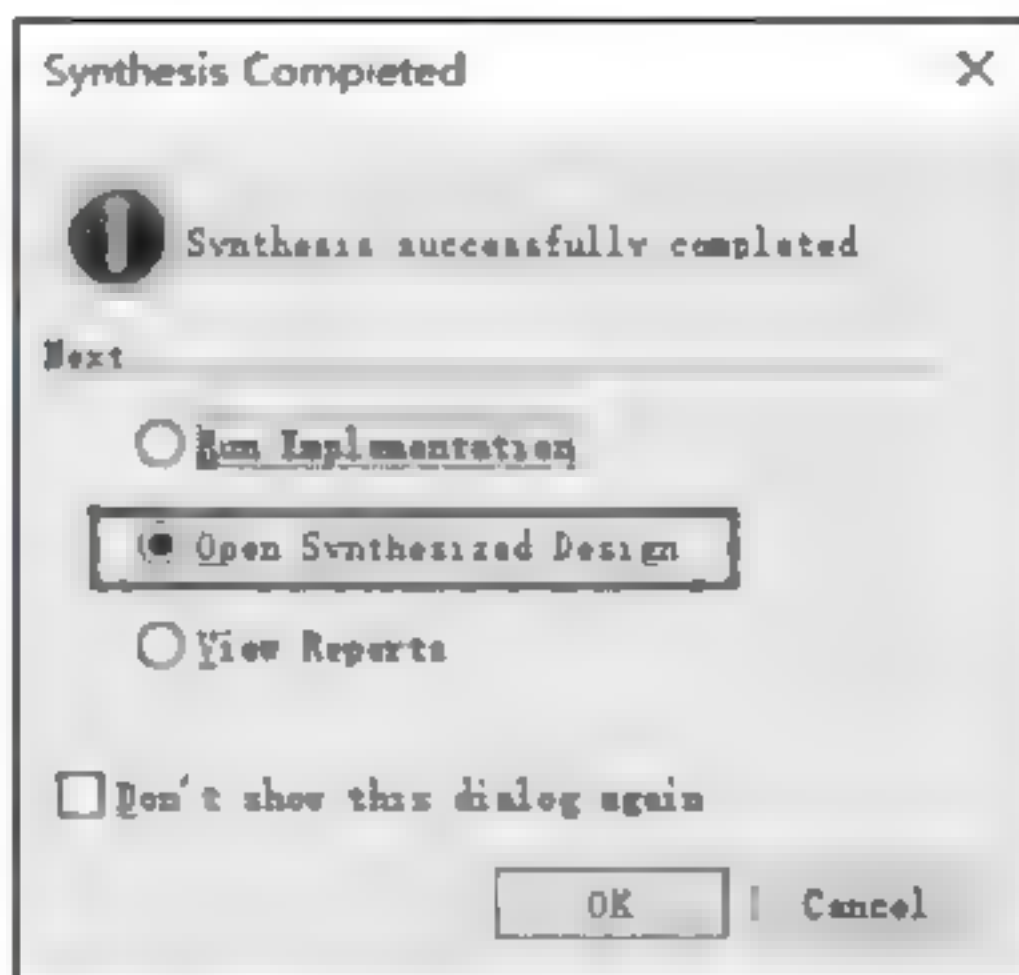 Synthesis Completed
Synthesis successfully completed
Next
Run Implementation
Open Synthesized Design
View Reports
Don't show this dialog again
OK
Cancel